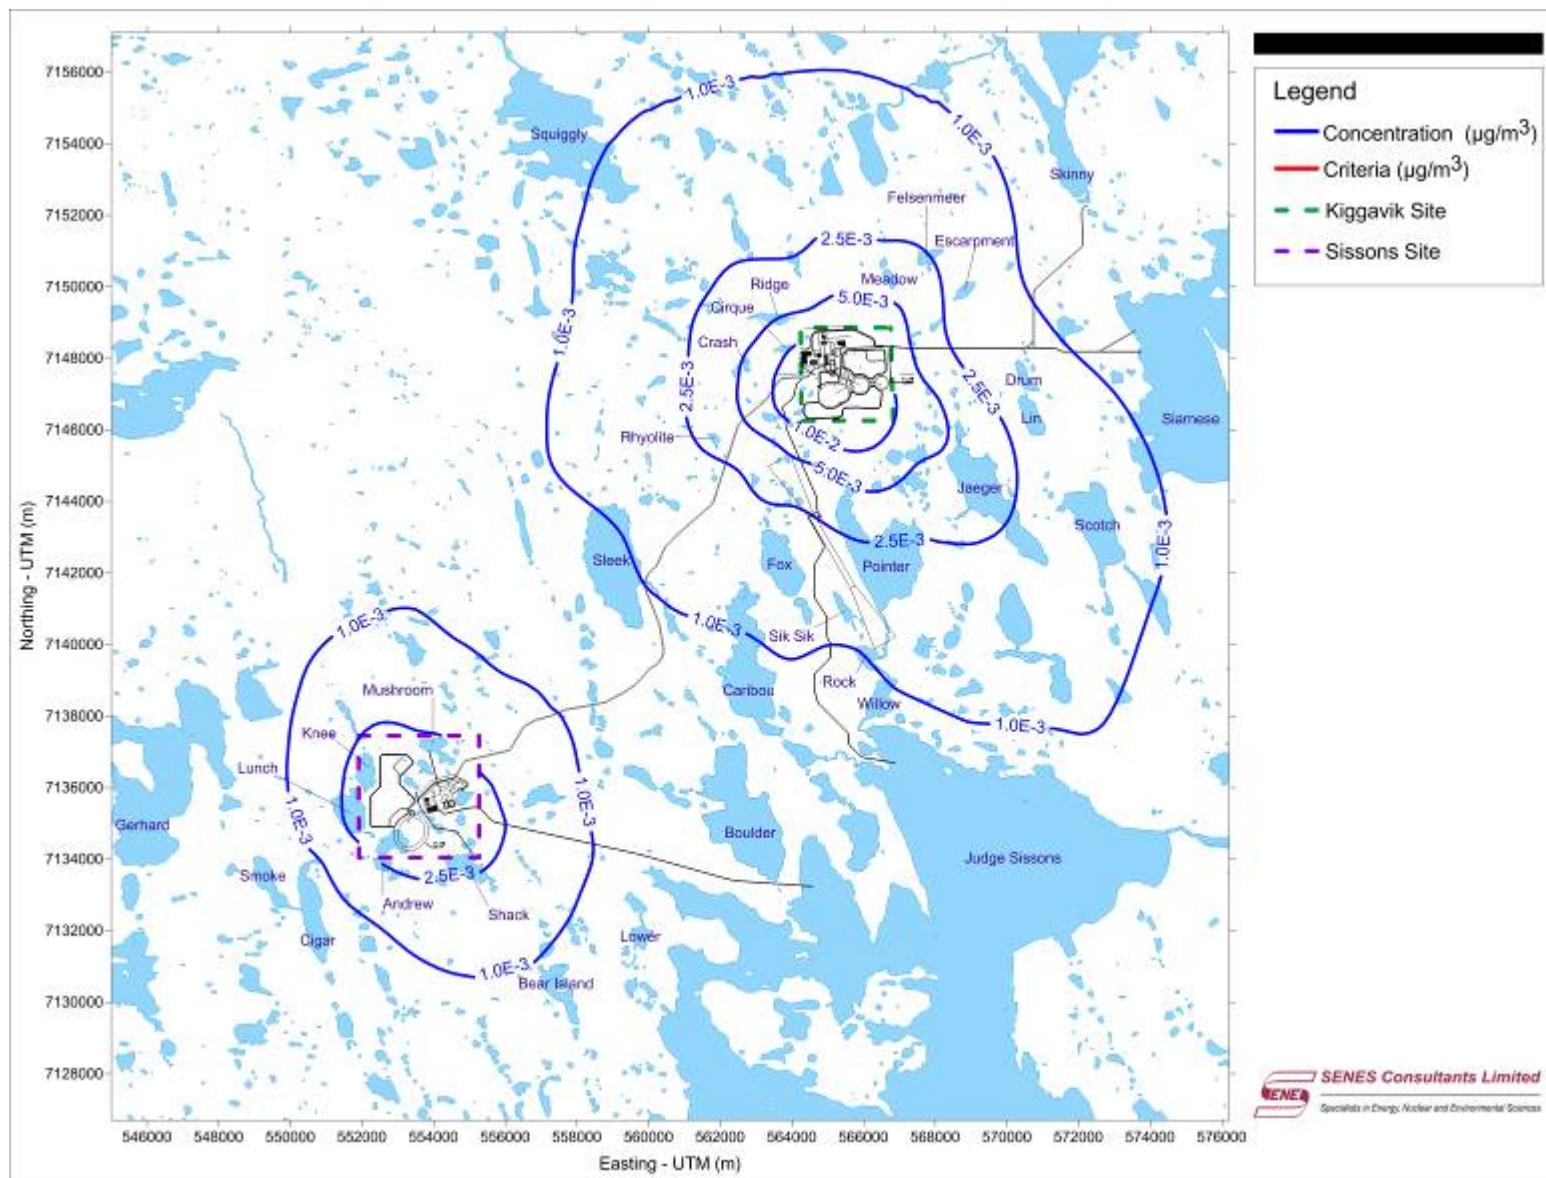 Legend
Concentration (µg/m3)
Criteria (µg/m3)
Kiggavik Site
Sissons Site
Northing - UTM (m)
7156000
7154000
7152000
7150000
7148000
7146000
7144000
7142000
7140000
7138000
7136000
7134000
7132000
7130000
7128000
1.0E-3
1.0E-3
Squiggly
Skinny
Felsenmeer
2.5E-3
Escarpment
Ridge
Meadow
Cirque
5.0E-3
1.0E-3
Crash
2.5E-3
2.5E-3
Drum
Lin
Siamese
Rhyolite
1.0E-2
5.0E-3
Jaeger
Scotch
2.5E-3
1.0E-3
Sleek
Fox
Pointer
1.0E-3
1.0E-3
Sik Sik
Mushroom
Caribou
Rock
Willow
1.0E-3
Knee
Lunch
1.0E-3
1.0E-3
Gerhard
Boulder
Judge Sissons
Smoke
2.5E-3
Andrew
Shack
Cigar
Lower
1.0E-3
Bear Island
546000 548000 550000 552000 554000 556000 558000 560000 562000 564000 566000 568000 570000 572000 574000 576000
Easting - UTM (m)
SENES
SENES Consultants Limited
Specialists in Energy, Nuclear and Environmental Sciences